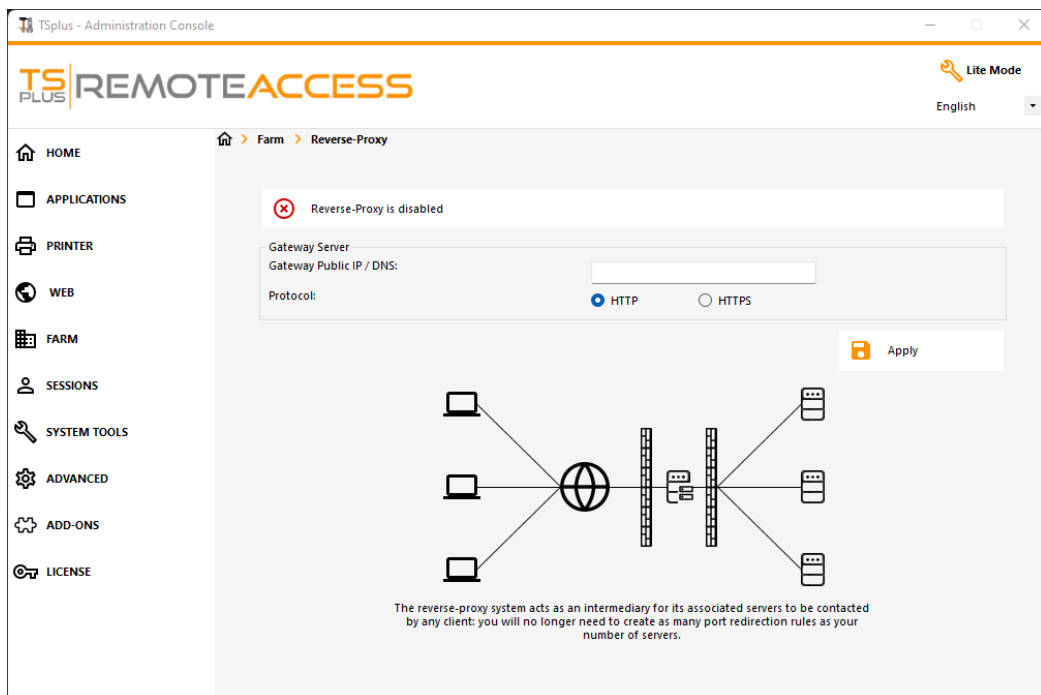 TSplus - Administration Console
TS PLUS REMOTEACCESS
Lite Mode
English
HOME
APPLICATIONS
PRINTER
WEB
FARM
SESSIONS
SYSTEM TOOLS
ADVANCED
ADD-ONS
LICENSE
Farm > Reverse-Proxy
Reverse-Proxy is disabled
Gateway Server
Gateway Public IP / DNS:
Protocol:
HTTP
HTTPS
Apply
The reverse-proxy system acts as an intermediary for its associated servers to be contacted
by any client: you will no longer need to create as many port redirection rules as your
number of servers.